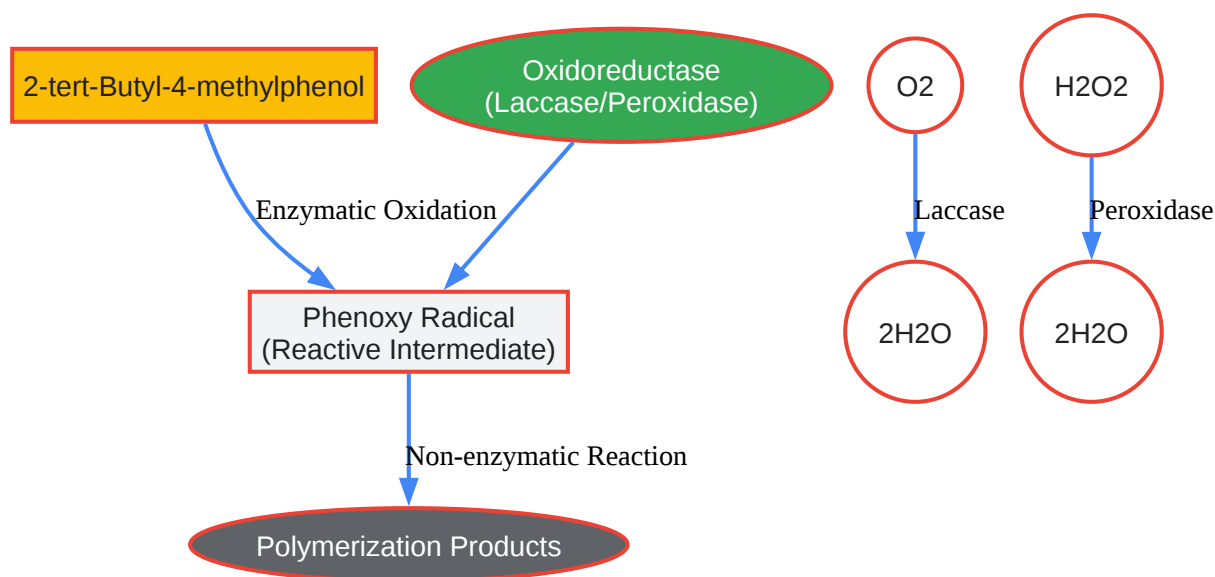 2-tert-Butyl-4-methylphenol
Oxidoreductase
(Laccase/Peroxidase)
O2
H2O2
Enzymatic Oxidation
Laccase
Peroxidase
Phenoxy Radical
(Reactive Intermediate)
2H2O
2H2O
Non-enzymatic Reaction
Polymerization Products